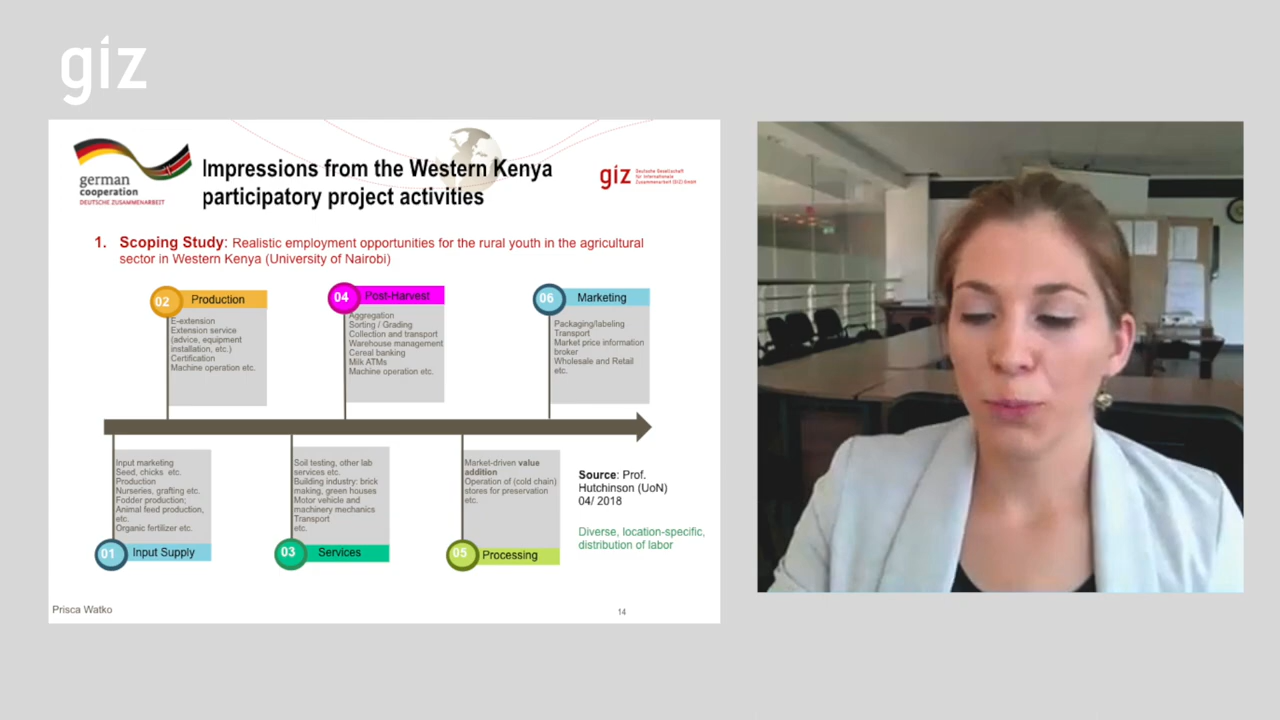 giz
german
cooperation
DEUTSCHE ZUSAMMENARBEIT
Impressions from the Western Kenya
participatory project activities
giz
Deutsche Gesellschaft
für Internationale
Zusammenarbeit (GIZ) GmbH
1. Scoping Study: Realistic employment opportunities for the rural youth in the agricultural
sector in Western Kenya (University of Nairobi)
02 Production
E-extension
Extension service
(advice, equipment
installation, etc.)
Certification
Machine operation etc.
04 Post-Harvest
Aggregation
Sorting / Grading
Collection and transport
Warehouse management
Cereal banking
Milk ATMs
Machine operation etc.
06 Marketing
Packaging/labeling
Transport
Market price information
broker
Wholesale and Retail
etc.
Input marketing
Seed, chicks etc.
Production
Nurseries, grafting etc.
Fodder production;
Animal feed production,
etc.
Organic fertilizer etc.
01 Input Supply
Soil testing, other lab
services etc.
Building industry: brick
making, green houses
Motor vehicle and
machinery mechanics
Transport
etc.
03 Services
Market-driven value
addition
Operation of (cold chain)
stores for preservation
etc.
05 Processing
Source: Prof.
Hutchinson (UoN)
04/ 2018
Diverse, location-specific,
distribution of labor
Prisca Watko
14